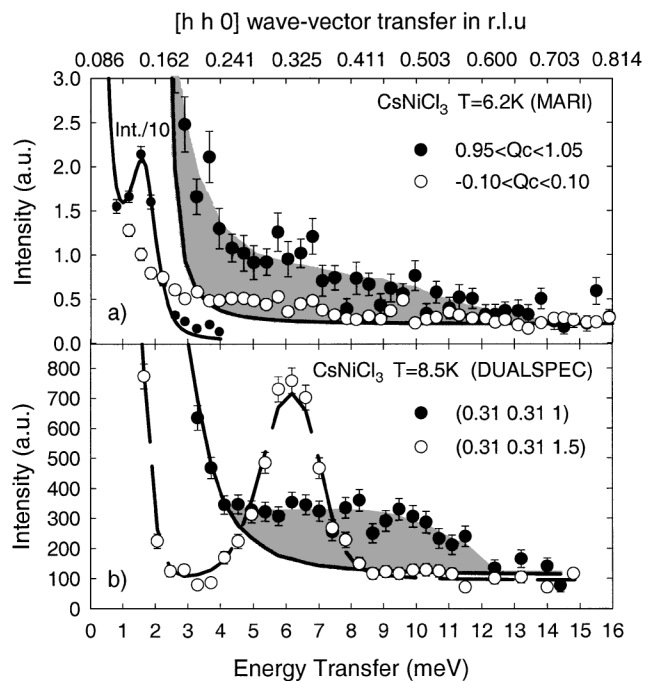 [h h 0] wave-vector transfer in r.l.u
0.086 0.162 0.241 0.325 0.411 0.503 0.600 0.703 0.814
3.0
CsNiCl3 T=6.2K (MARI)
2.5
Int./10
0.95<Qc<1.05
2.0
-0.10<Qc<0.10
1.5
Intensity (a.u.)
1.0
0.5
a)
0.0
800
CsNiCl3 T=8.5K (DUALSPEC)
700
(0.31 0.31 1)
600
(0.31 0.31 1.5)
500
400
Intensity (a.u.)
300
200
100
b)
0
0 1 2 3 4 5 6 7 8 9 10 11 12 13 14 15 16
Energy Transfer (meV)